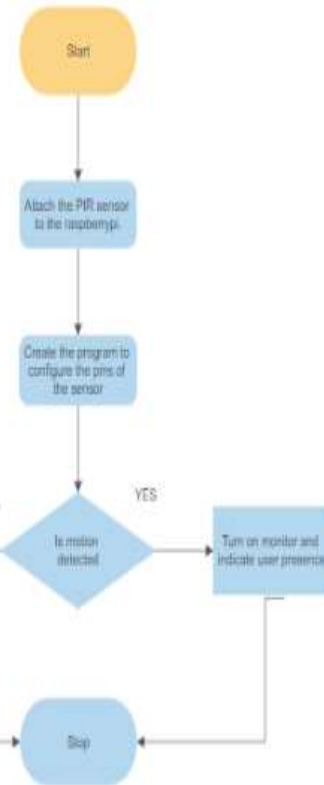 Start
Attach the PIR sensor
to the raspberrypi.
Create the program to
configure the pins of
the sensor
YES
Is motion
detected
Turn on monitor and
indicate user presence
Stop